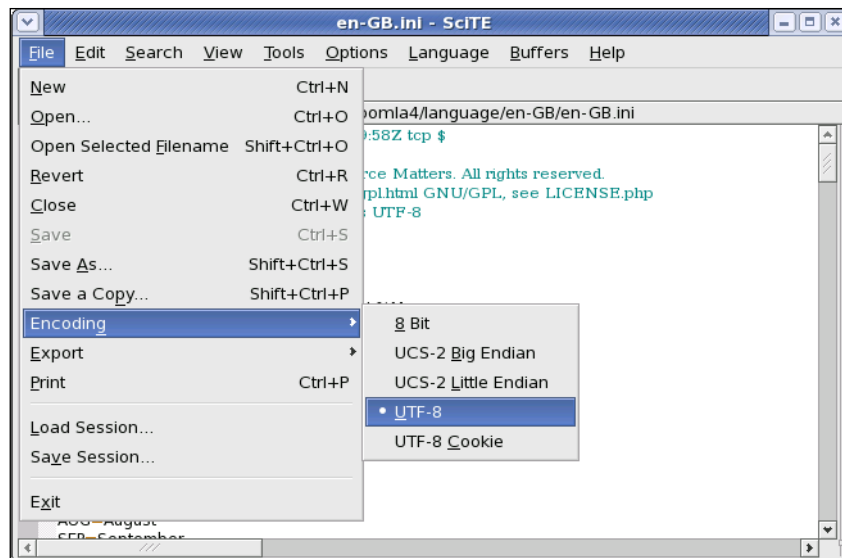 en-GB.ini - SciTE
File Edit Search View Tools Options Language Buffers Help
New Ctrl+N
Open... Ctrl+O
oomla4/language/en-GB/en-GB.ini
Open Selected Filename Shift+Ctrl+O
9:58Z tcp $
Revert Ctrl+R
rce Matters. All rights reserved.
Close Ctrl+W
gpl.html GNU/GPL, see LICENSE.php
s UTF-8
Save Ctrl+S
Save As... Shift+Ctrl+S
Save a Copy... Shift+Ctrl+P
Encoding
8 Bit
Export
UCS-2 Big Endian
Print Ctrl+P
UCS-2 Little Endian
UTF-8
Load Session...
UTF-8 Cookie
Save Session...
Exit
AUG=August
SEP=September